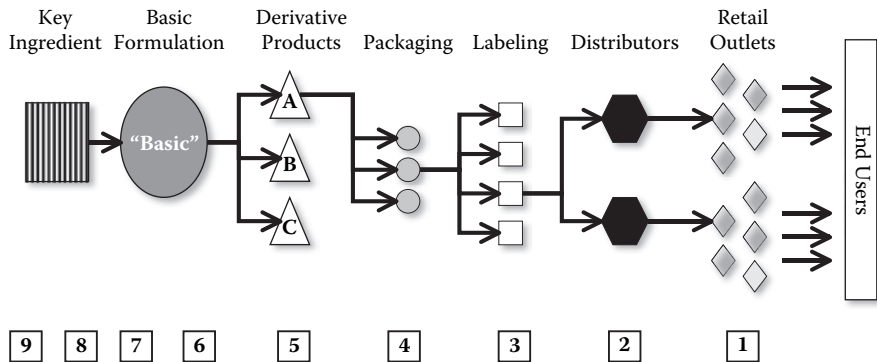 Key
Ingredient
Basic
Formulation
Derivative
Products
Packaging
Labeling
Distributors
Retail
Outlets
"Basic"
A
B
C
End Users
9 8 7 6 5 4 3 2 1